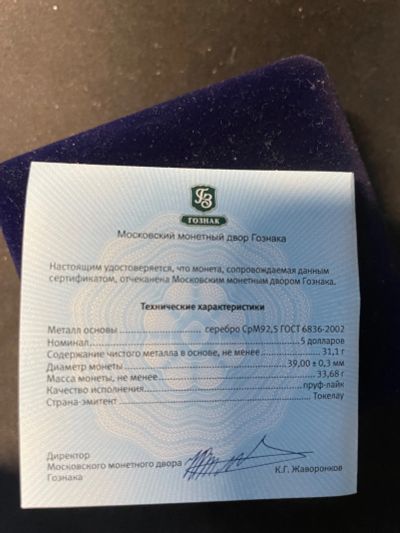 ГОЗНАК
Московский монетный двор Гознака
Настоящим удостоверяется, что монета, сопровождаемая данным
сертификатом, отчеканена Московским монетным двором Гознака.
Технические характеристики
Металл основы ........ серебро СрМ92,5 ГОСТ 6836-2002
Номинал ........ 5 долларов
Содержание чистого металла в основе, не менее ........ 31,1 г
Диаметр монеты ........ 39,00 ± 0,3 мм
Масса монеты, не менее ........ 33,68 г
Качество исполнения ........ пруф-лайк
Страна-эмитент ........ Токелау
Директор
Московского монетного двора
Гознака
К.Г. Жаворонков